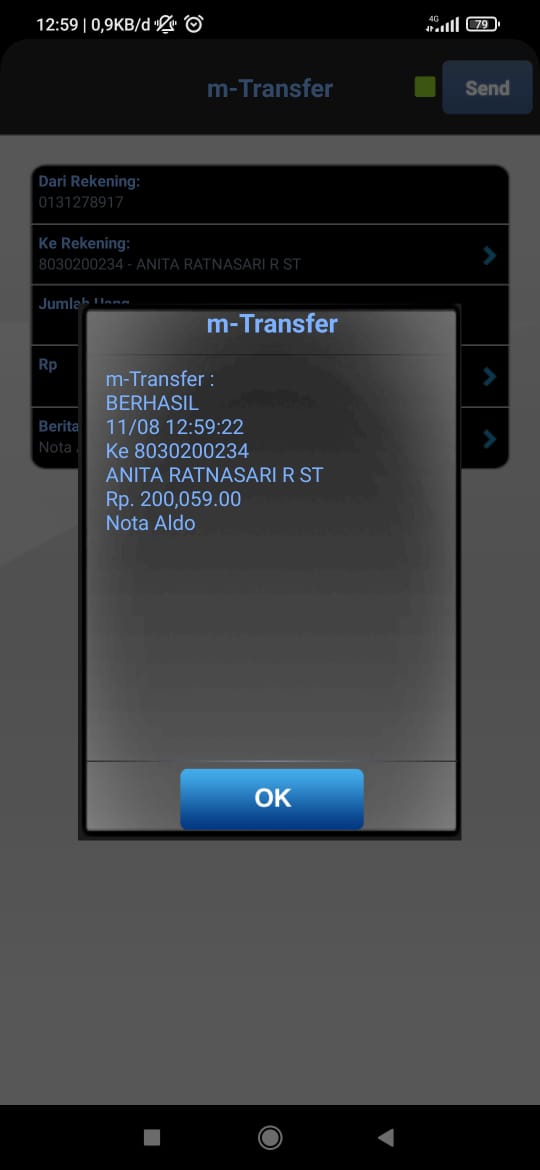 12:59 | 0,9KB/d
4G
79
m-Transfer
Send
Dari Rekening:
0131278917
Ke Rekening:
8030200234 - ANITA RATNASARI R ST
Jumlah Uang
m-Transfer
Rp
m-Transfer :
BERHASIL
11/08 12:59:22
Ke 8030200234
ANITA RATNASARI R ST
Rp. 200,059.00
Nota Aldo
Berita
Nota
OK